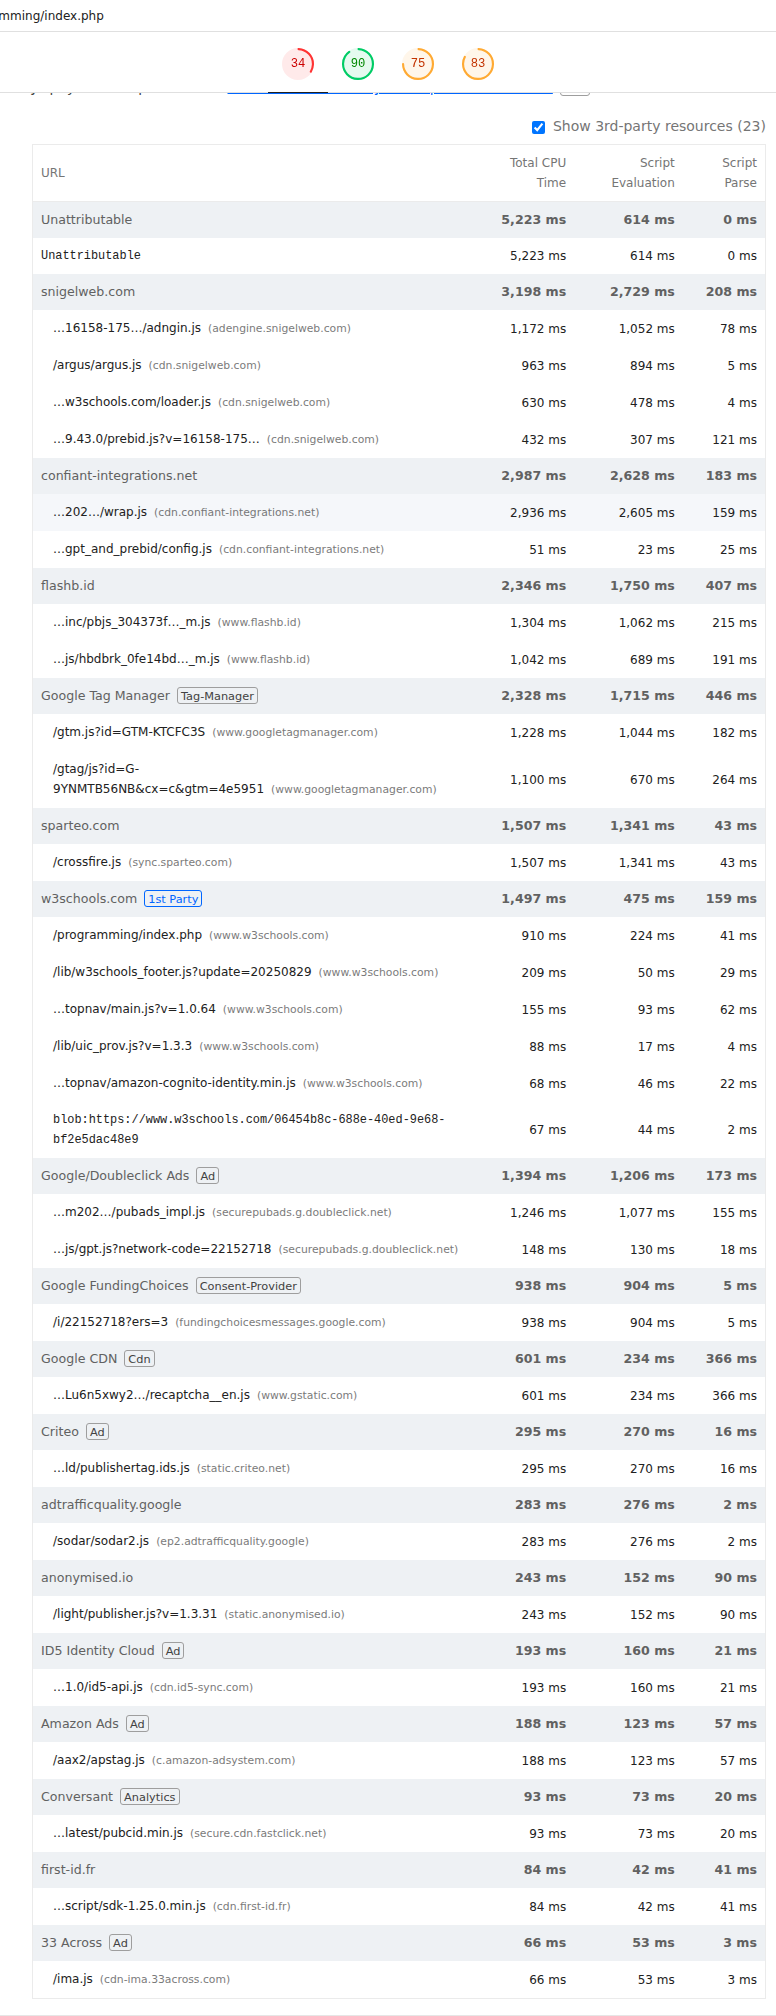 mming/index.php
34 90 75 83
Show 3rd-party resources (23)
URL Total CPU Time Script Evaluation Script Parse
Unattributable 5,223 ms 614 ms 0 ms
Unattributable 5,223 ms 614 ms 0 ms
snigelweb.com 3,198 ms 2,729 ms 208 ms
…16158-175…/adngin.js (adengine.snigelweb.com) 1,172 ms 1,052 ms 78 ms
/argus/argus.js (cdn.snigelweb.com) 963 ms 894 ms 5 ms
…w3schools.com/loader.js (cdn.snigelweb.com) 630 ms 478 ms 4 ms
…9.43.0/prebid.js?v=16158-175… (cdn.snigelweb.com) 432 ms 307 ms 121 ms
confiant-integrations.net 2,987 ms 2,628 ms 183 ms
…202…/wrap.js (cdn.confiant-integrations.net) 2,936 ms 2,605 ms 159 ms
…gpt_and_prebid/config.js (cdn.confiant-integrations.net) 51 ms 23 ms 25 ms
flashb.id 2,346 ms 1,750 ms 407 ms
…inc/pbjs_304373f…_m.js (www.flashb.id) 1,304 ms 1,062 ms 215 ms
…js/hbdbrk_0fe14bd…_m.js (www.flashb.id) 1,042 ms 689 ms 191 ms
Google Tag Manager Tag-Manager 2,328 ms 1,715 ms 446 ms
/gtm.js?id=GTM-KTCFC3S (www.googletagmanager.com) 1,228 ms 1,044 ms 182 ms
/gtag/js?id=G-
9YNMTB56NB&cx=c&gtm=4e5951 (www.googletagmanager.com) 1,100 ms 670 ms 264 ms
sparteo.com 1,507 ms 1,341 ms 43 ms
/crossfire.js (sync.sparteo.com) 1,507 ms 1,341 ms 43 ms
w3schools.com 1st Party 1,497 ms 475 ms 159 ms
/programming/index.php (www.w3schools.com) 910 ms 224 ms 41 ms
/lib/w3schools_footer.js?update=20250829 (www.w3schools.com) 209 ms 50 ms 29 ms
…topnav/main.js?v=1.0.64 (www.w3schools.com) 155 ms 93 ms 62 ms
/lib/uic_prov.js?v=1.3.3 (www.w3schools.com) 88 ms 17 ms 4 ms
…topnav/amazon-cognito-identity.min.js (www.w3schools.com) 68 ms 46 ms 22 ms
blob:https://www.w3schools.com/06454b8c-688e-40ed-9e68-
bf2e5dac48e9 67 ms 44 ms 2 ms
Google/Doubleclick Ads Ad 1,394 ms 1,206 ms 173 ms
…m202…/pubads_impl.js (securepubads.g.doubleclick.net) 1,246 ms 1,077 ms 155 ms
…js/gpt.js?network-code=22152718 (securepubads.g.doubleclick.net) 148 ms 130 ms 18 ms
Google FundingChoices Consent-Provider 938 ms 904 ms 5 ms
/i/22152718?ers=3 (fundingchoicesmessages.google.com) 938 ms 904 ms 5 ms
Google CDN Cdn 601 ms 234 ms 366 ms
…Lu6n5xwy2…/recaptcha__en.js (www.gstatic.com) 601 ms 234 ms 366 ms
Criteo Ad 295 ms 270 ms 16 ms
…ld/publishertag.ids.js (static.criteo.net) 295 ms 270 ms 16 ms
adtrafficquality.google 283 ms 276 ms 2 ms
/sodar/sodar2.js (ep2.adtrafficquality.google) 283 ms 276 ms 2 ms
anonymised.io 243 ms 152 ms 90 ms
/light/publisher.js?v=1.3.31 (static.anonymised.io) 243 ms 152 ms 90 ms
ID5 Identity Cloud Ad 193 ms 160 ms 21 ms
…1.0/id5-api.js (cdn.id5-sync.com) 193 ms 160 ms 21 ms
Amazon Ads Ad 188 ms 123 ms 57 ms
/aax2/apstag.js (c.amazon-adsystem.com) 188 ms 123 ms 57 ms
Conversant Analytics 93 ms 73 ms 20 ms
…latest/pubcid.min.js (secure.cdn.fastclick.net) 93 ms 73 ms 20 ms
first-id.fr 84 ms 42 ms 41 ms
…script/sdk-1.25.0.min.js (cdn.first-id.fr) 84 ms 42 ms 41 ms
33 Across Ad 66 ms 53 ms 3 ms
/ima.js (cdn-ima.33across.com) 66 ms 53 ms 3 ms